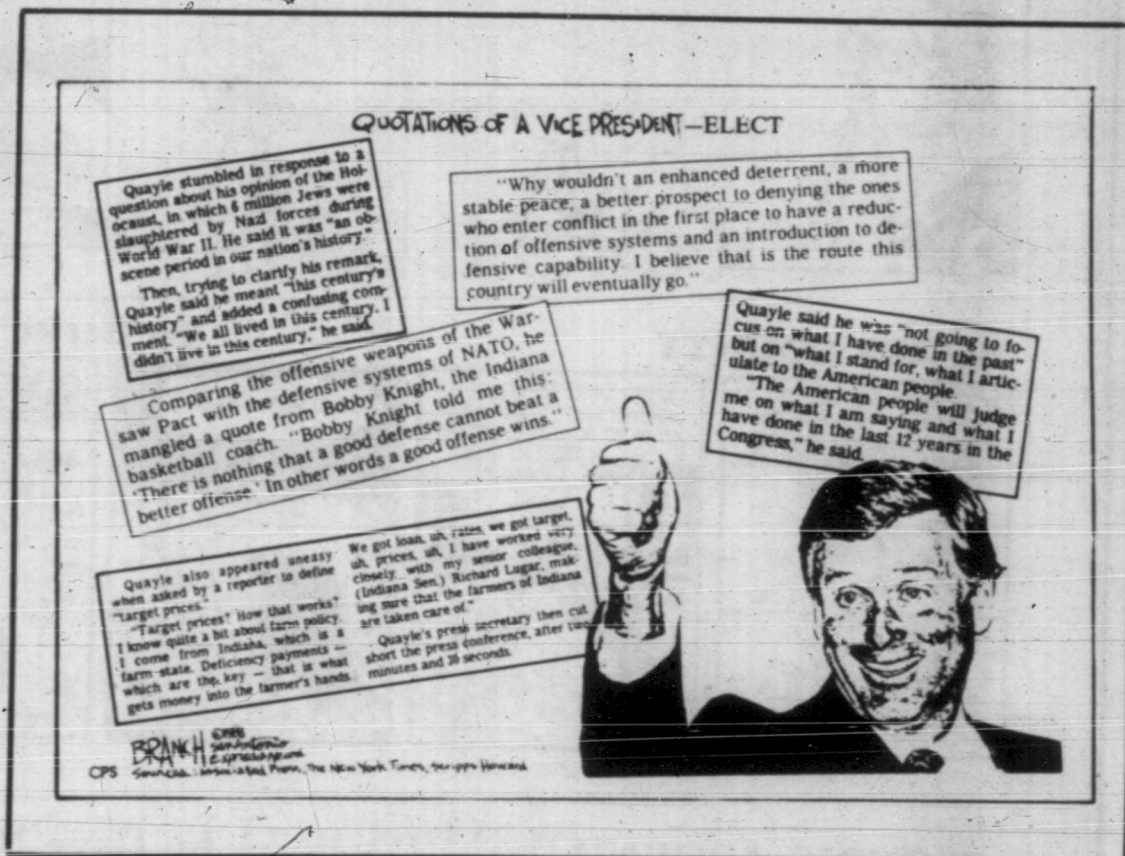 QUOTATIONS OF A VICE PRESIDENT—ELECT
Quayle stumbled in response to a
question about his opinion of the Hol-
ocaust, in which 6 million Jews were
slaughtered by Nazi forces during
World War II. He said it was "an ob-
scene period in our nation's history."
Then, trying to clarify his remark,
Quayle said he meant "this century's
history" and added a confusing com-
ment. "We all lived in this century. I
didn't live in this century," he said.
"Why wouldn't an enhanced deterrent, a more
stable peace, a better prospect to denying the ones
who enter conflict in the first place to have a reduc-
tion of offensive systems and an introduction to de-
fensive capability. I believe that is the route this
country will eventually go."
Comparing the offensive weapons of the War-
saw Pact with the defensive systems of NATO, he
mangled a quote from Bobby Knight, the Indiana
basketball coach. "Bobby Knight told me this:
'There is nothing that a good defense cannot beat a
better offense.' In other words a good offense wins."
Quayle said he was "not going to fo-
cus on what I have done in the past"
but on "what I stand for, what I artic-
ulate to the American people.
"The American people will judge
me on what I am saying and what I
have done in the last 12 years in the
Congress," he said.
Quayle also appeared uneasy
when asked by a reporter to define
"target prices."
"Target prices? How that works?
I know quite a bit about farm policy.
I come from Indiana, which is a
farm state. Deficiency payments —
which are the key — that is what
gets money into the farmer's hands.
We got loan, uh, rates, we got target,
uh, prices, uh, I have worked very
closely with my senior colleague,
(Indiana Sen.) Richard Lugar, mak-
ing sure that the farmers of Indiana
are taken care of."
Quayle's press secretary then cut
short the press conference, after two
minutes and 30 seconds.
BRANCH ©1988
San Antonio
Express-News
CPS Sources: Associated Press, The New York Times, Scripps Howard